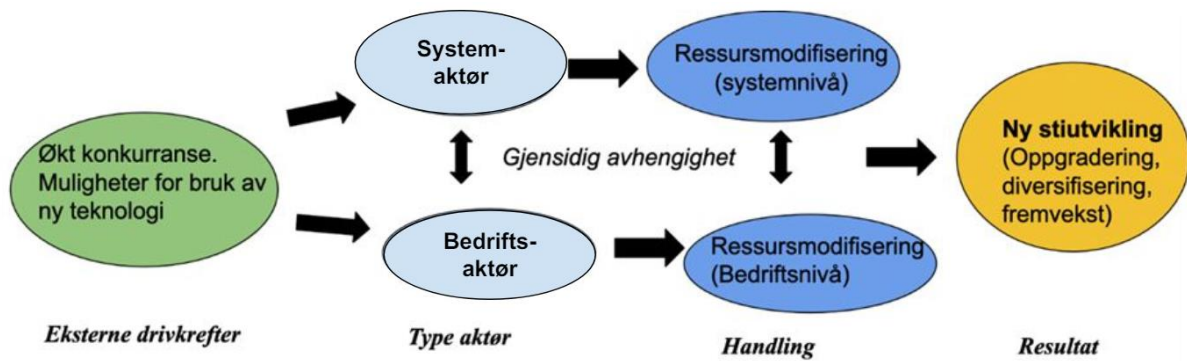 Økt konkurranse.
Muligheter for bruk av
ny teknologi
System-
aktør
Bedrifts-
aktør
Gjensidig avhengighet
Ressursmodifisering
(systemnivå)
Ressursmodifisering
(Bedriftsnivå)
Ny stiutvikling
(Oppgradering,
diversifisering,
fremvekst)
Eksterne drivkrefter
Type aktør
Handling
Resultat